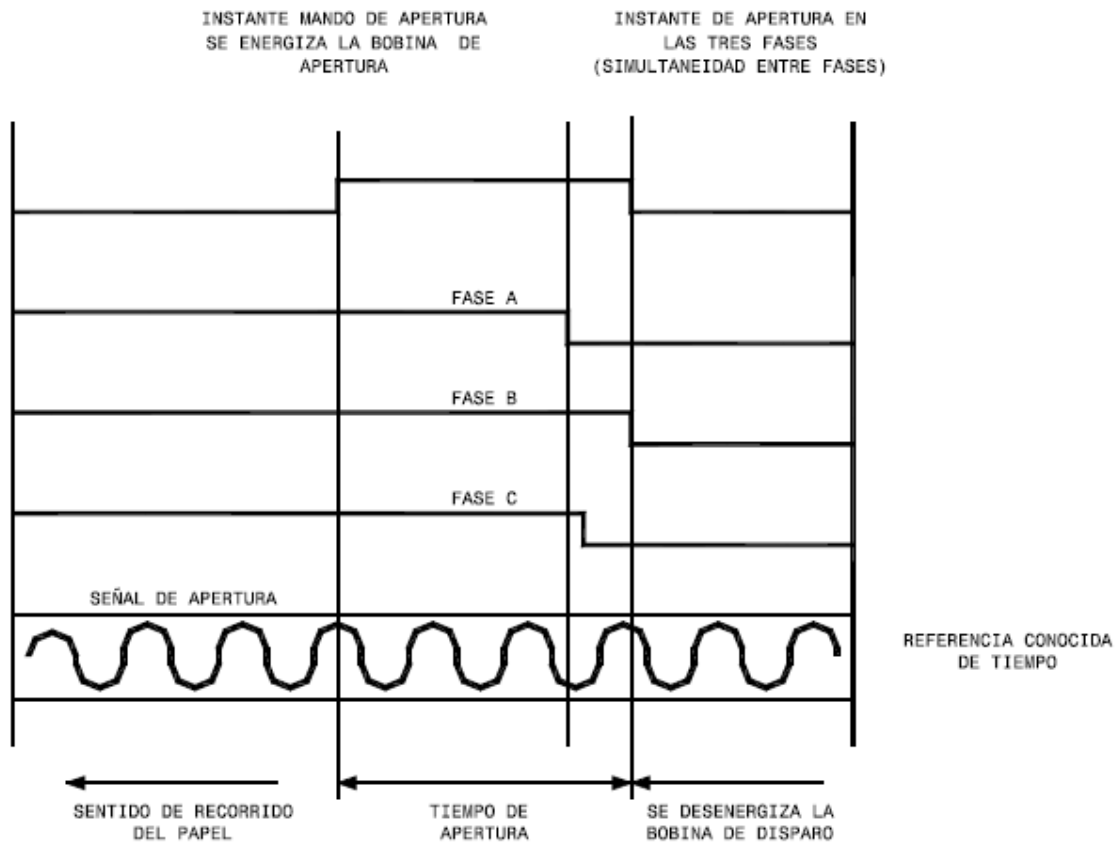 INSTANTE MANDO DE APERTURA
SE ENERGIZA LA BOBINA DE
APERTURA
INSTANTE DE APERTURA EN
LAS TRES FASES
(SIMULTANEIDAD ENTRE FASES)
FASE A
FASE B
FASE C
SEÑAL DE APERTURA
REFERENCIA CONOCIDA
DE TIEMPO
SENTIDO DE RECORRIDO
DEL PAPEL
TIEMPO DE
APERTURA
SE DESENERGIZA LA
BOBINA DE DISPARO